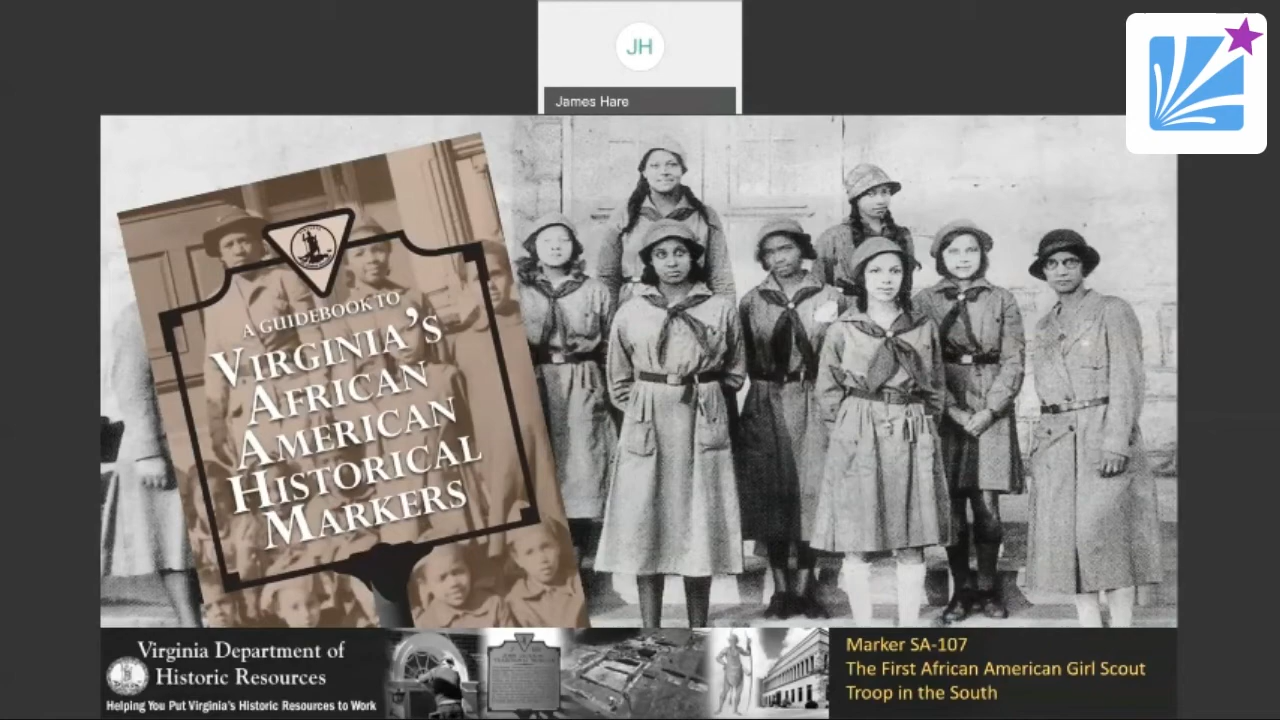 JH
James Hare
A GUIDEBOOK TO
VIRGINIA'S
AFRICAN
AMERICAN
HISTORICAL
MARKERS
Virginia Department of
Historic Resources
Helping You Put Virginia's Historic Resources to Work
Marker SA-107
The First African American Girl Scout
Troop in the South